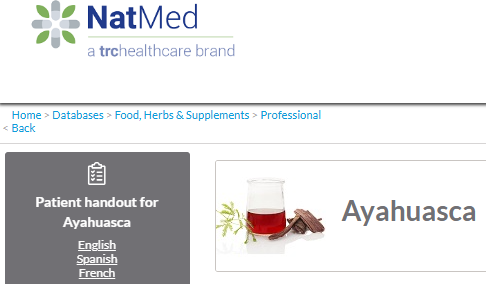 NatMed
a trchealthcare brand
Home > Databases > Food, Herbs & Supplements > Professional
< Back
Patient handout for
Ayahuasca
English
Spanish
French
Ayahuasca